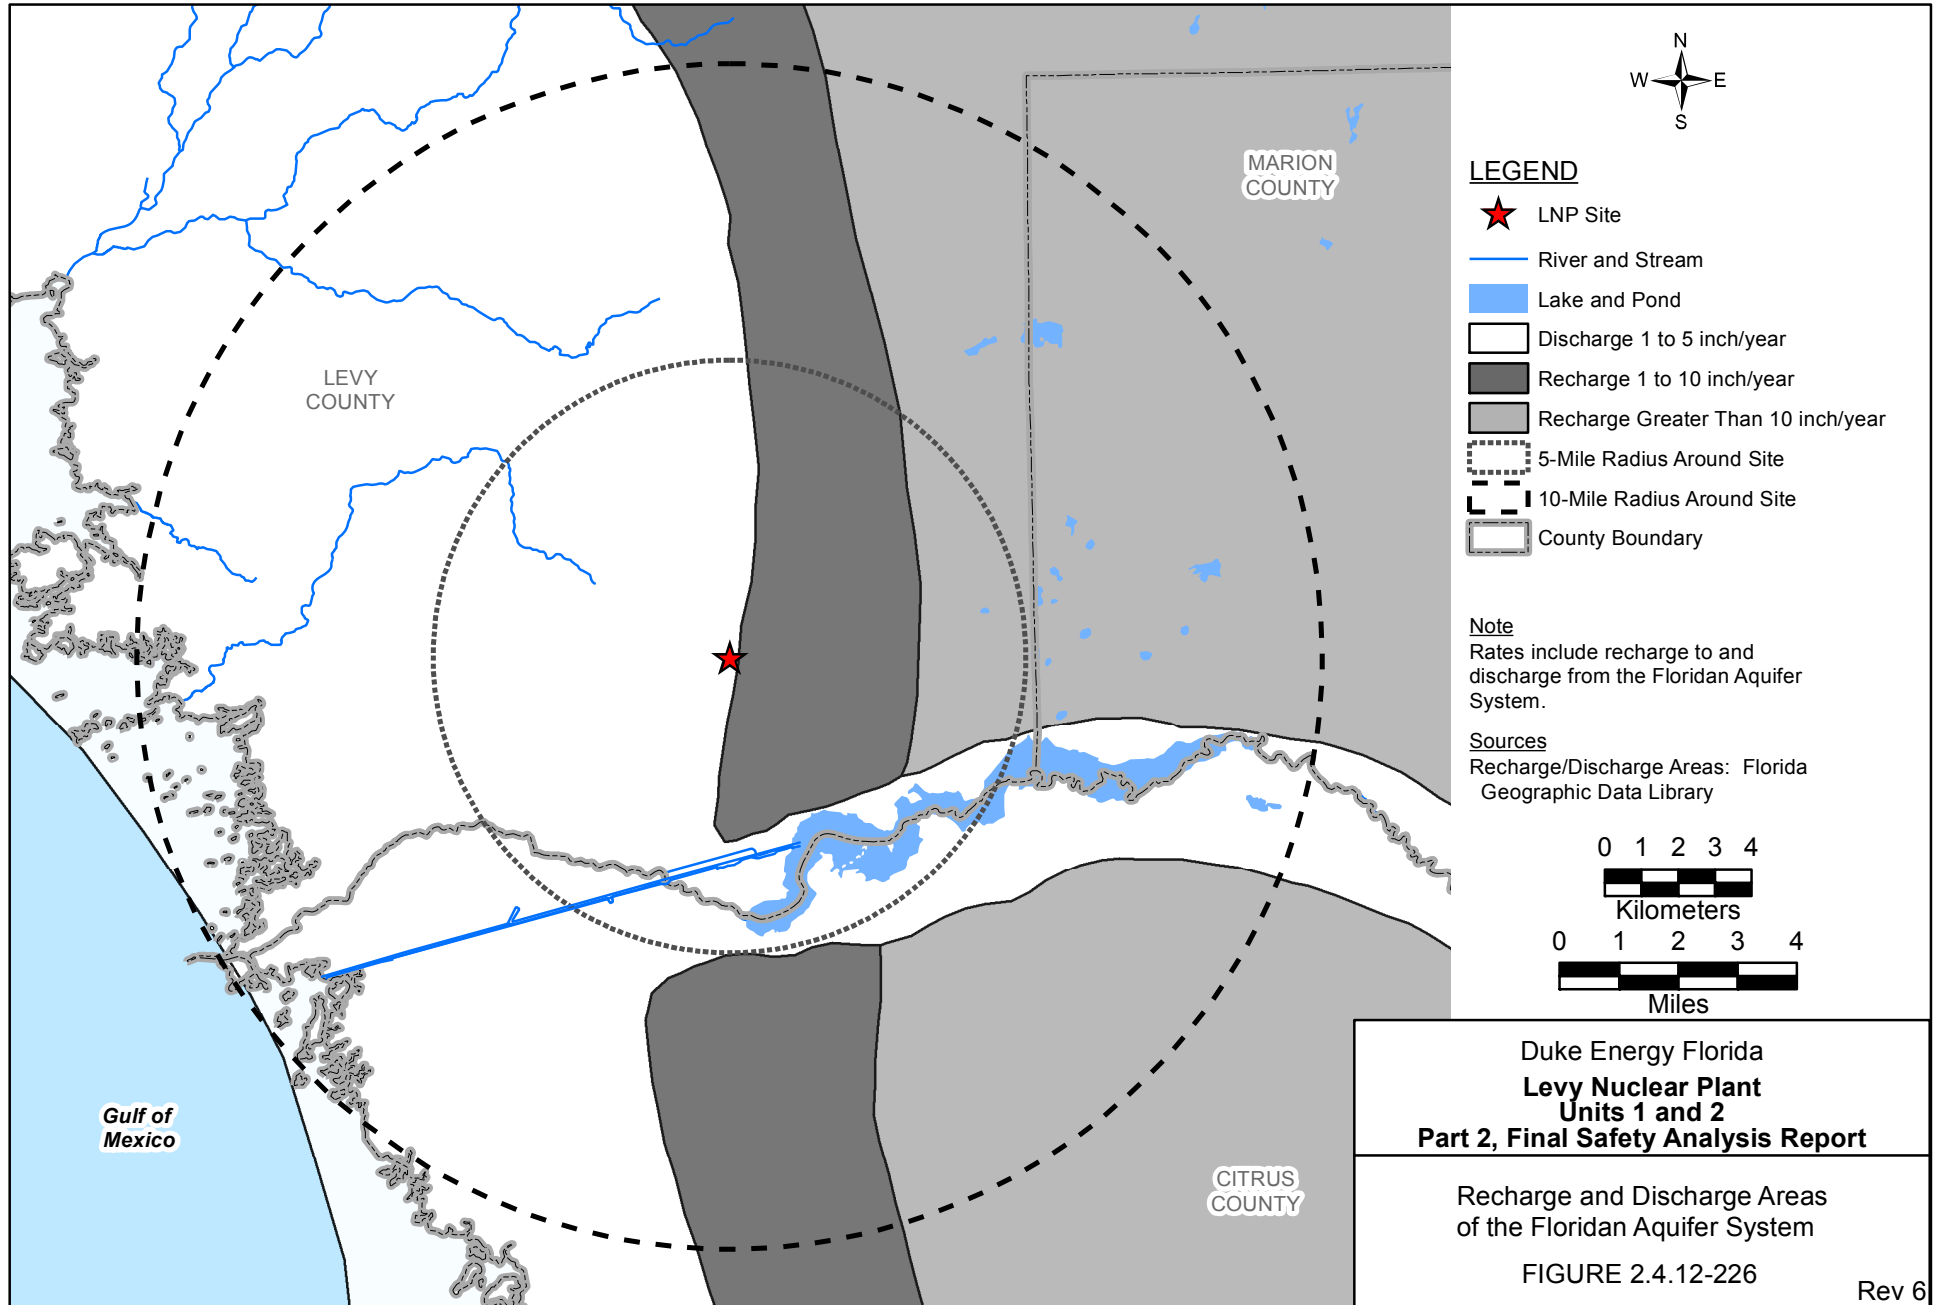 MARION
COUNTY
LEVY
COUNTY
Gulf of
Mexico
CITRUS
COUNTY
N
W E
S
LEGEND
LNP Site
River and Stream
Lake and Pond
Discharge 1 to 5 inch/year
Recharge 1 to 10 inch/year
Recharge Greater Than 10 inch/year
5-Mile Radius Around Site
10-Mile Radius Around Site
County Boundary
Note
Rates include recharge to and
discharge from the Floridan Aquifer
System.
Sources
Recharge/Discharge Areas: Florida
Geographic Data Library
0 1 2 3 4
Kilometers
0 1 2 3 4
Miles
Duke Energy Florida
Levy Nuclear Plant
Units 1 and 2
Part 2, Final Safety Analysis Report
Recharge and Discharge Areas
of the Floridan Aquifer System
FIGURE 2.4.12-226
Rev 6